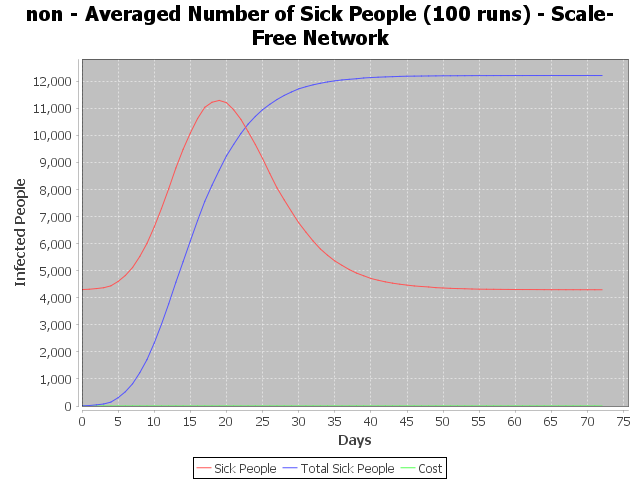 non - Averaged Number of Sick People (100 runs) - Scale-
Free Network
12,000
11,000
10,000
9,000
8,000
7,000
6,000
5,000
4,000
3,000
2,000
1,000
0
Infected People
0 5 10 15 20 25 30 35 40 45 50 55 60 65 70 75
Days
Sick People Total Sick People Cost